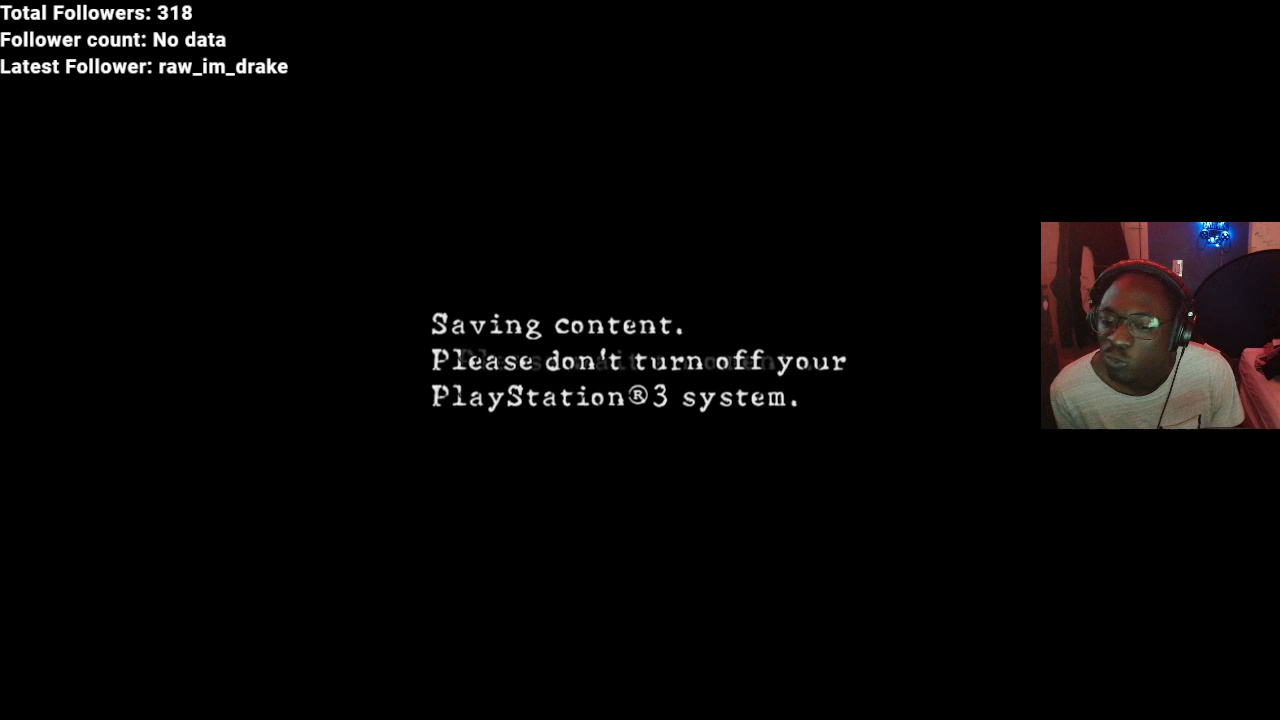 Total Followers: 318
Follower count: No data
Latest Follower: raw_im_drake
Saving content.
Please don't turn off your
PlayStation®3 system.